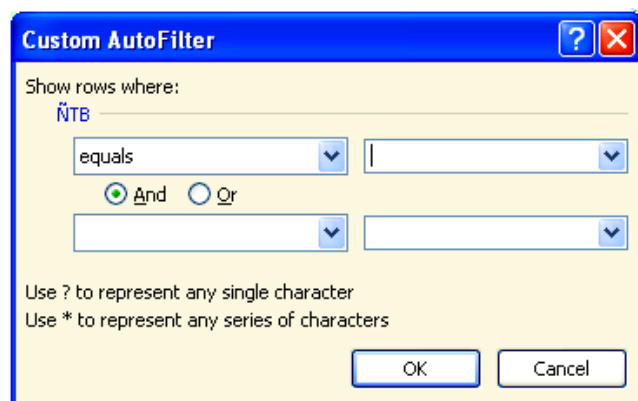 Custom AutoFilter
Show rows where:
ÑTB
equals
And Or
Use ? to represent any single character
Use * to represent any series of characters
OK Cancel